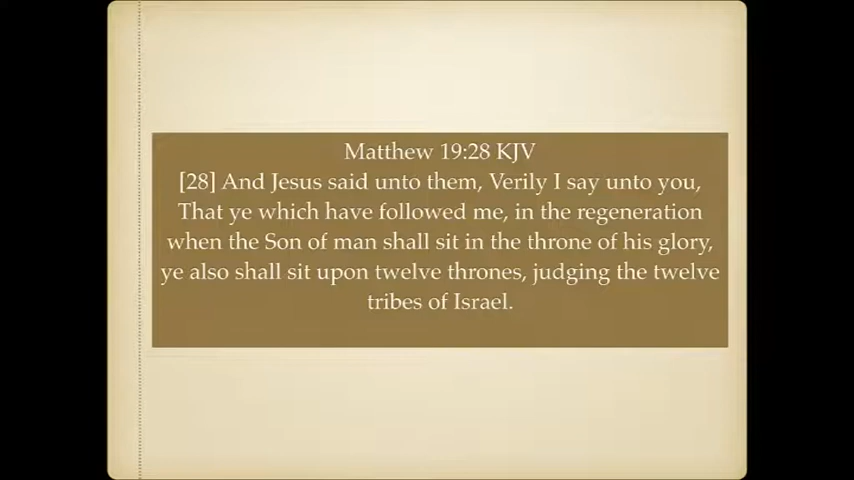 Matthew 19:28 KJV
[28] And Jesus said unto them, Verily I say unto you,
That ye which have followed me, in the regeneration
when the Son of man shall sit in the throne of his glory,
ye also shall sit upon twelve thrones, judging the twelve
tribes of Israel.